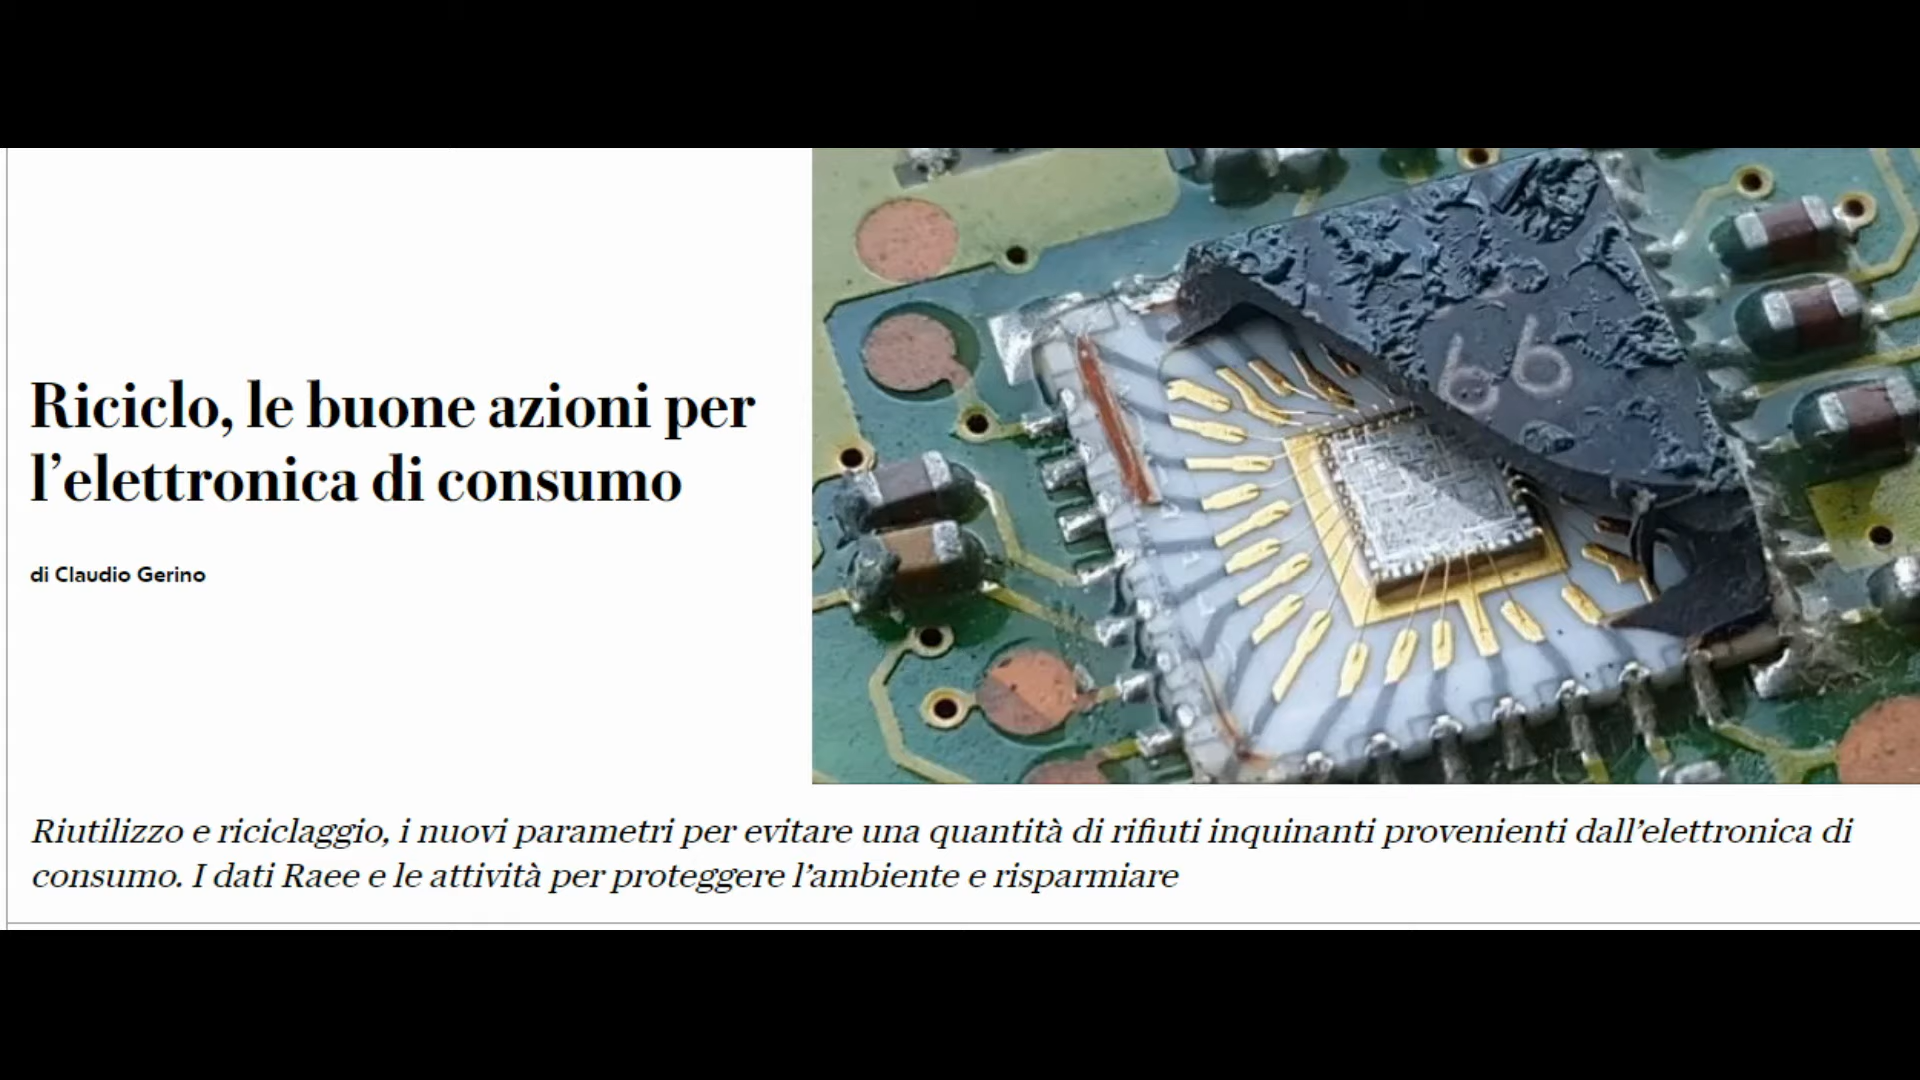 Riciclo, le buone azioni per
l’elettronica di consumo
di Claudio Gerino
66
Riutilizzo e riciclaggio, i nuovi parametri per evitare una quantità di rifiuti inquinanti provenienti dall’elettronica di
consumo. I dati Raee e le attività per proteggere l’ambiente e risparmiare